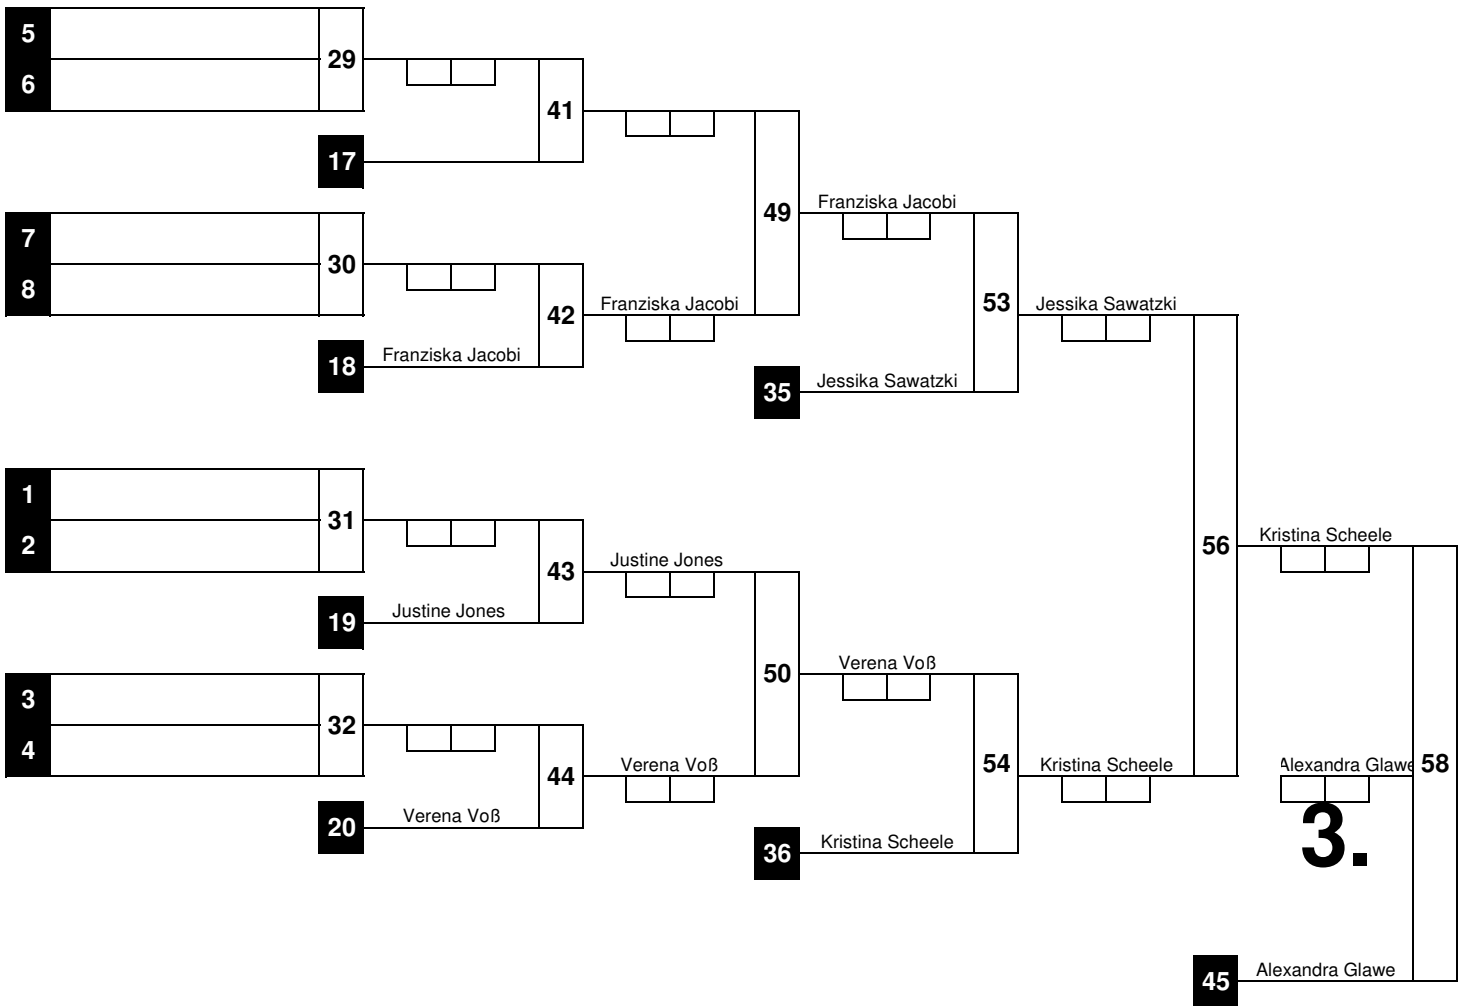 5
29
6
41
17
Franziska Jacobi
49
7
30
8
Franziska Jacobi
42
53
Jessika Sawatzki
18
Franziska Jacobi
35
Jessika Sawatzki
1
31
2
Justine Jones
43
56
Kristina Scheele
19
Justine Jones
Verena Voß
50
3
32
4
Verena Voß
44
54
Kristina Scheele
Alexandra Glawe
58
20
Verena Voß
36
Kristina Scheele
3.
45
Alexandra Glawe